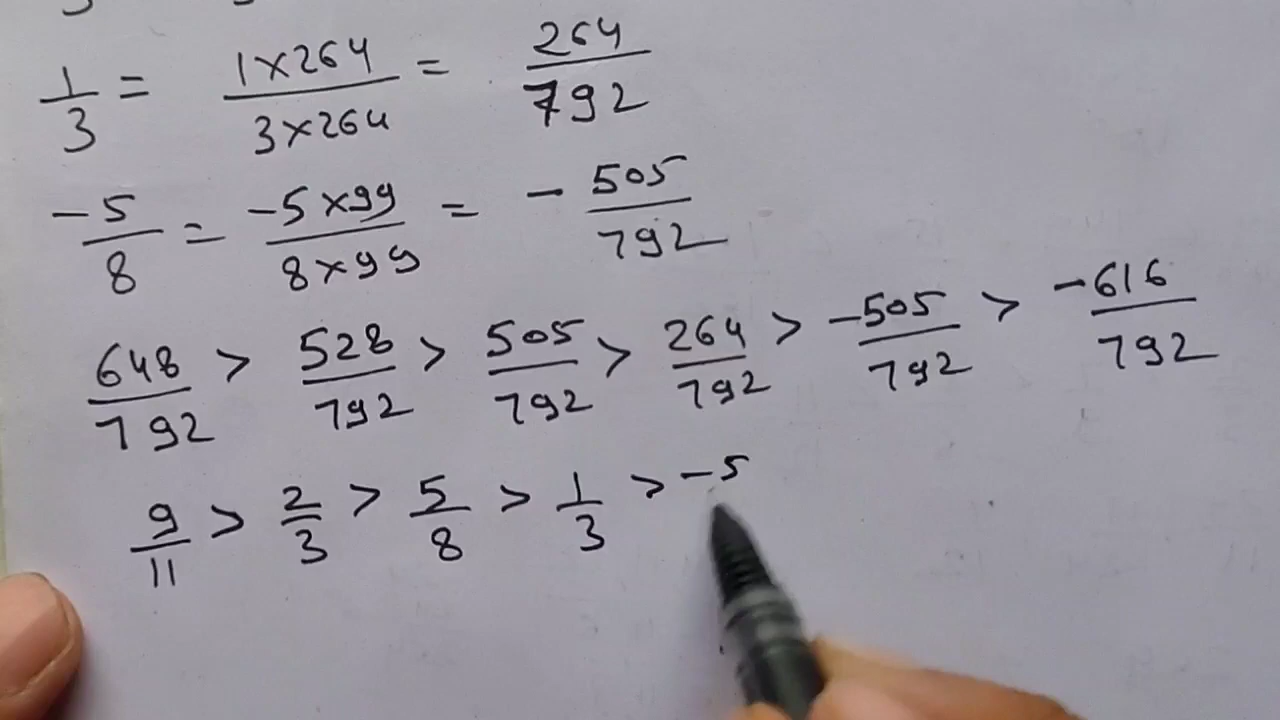 1/3 = 1×264/3×264 = 264/792
-5/8 = -5×99/8×99 = - 505/792
648/792 > 528/792 > 505/792 > 264/792 > -505/792 > -616/792
9/11 > 2/3 > 5/8 > 1/3 > -5